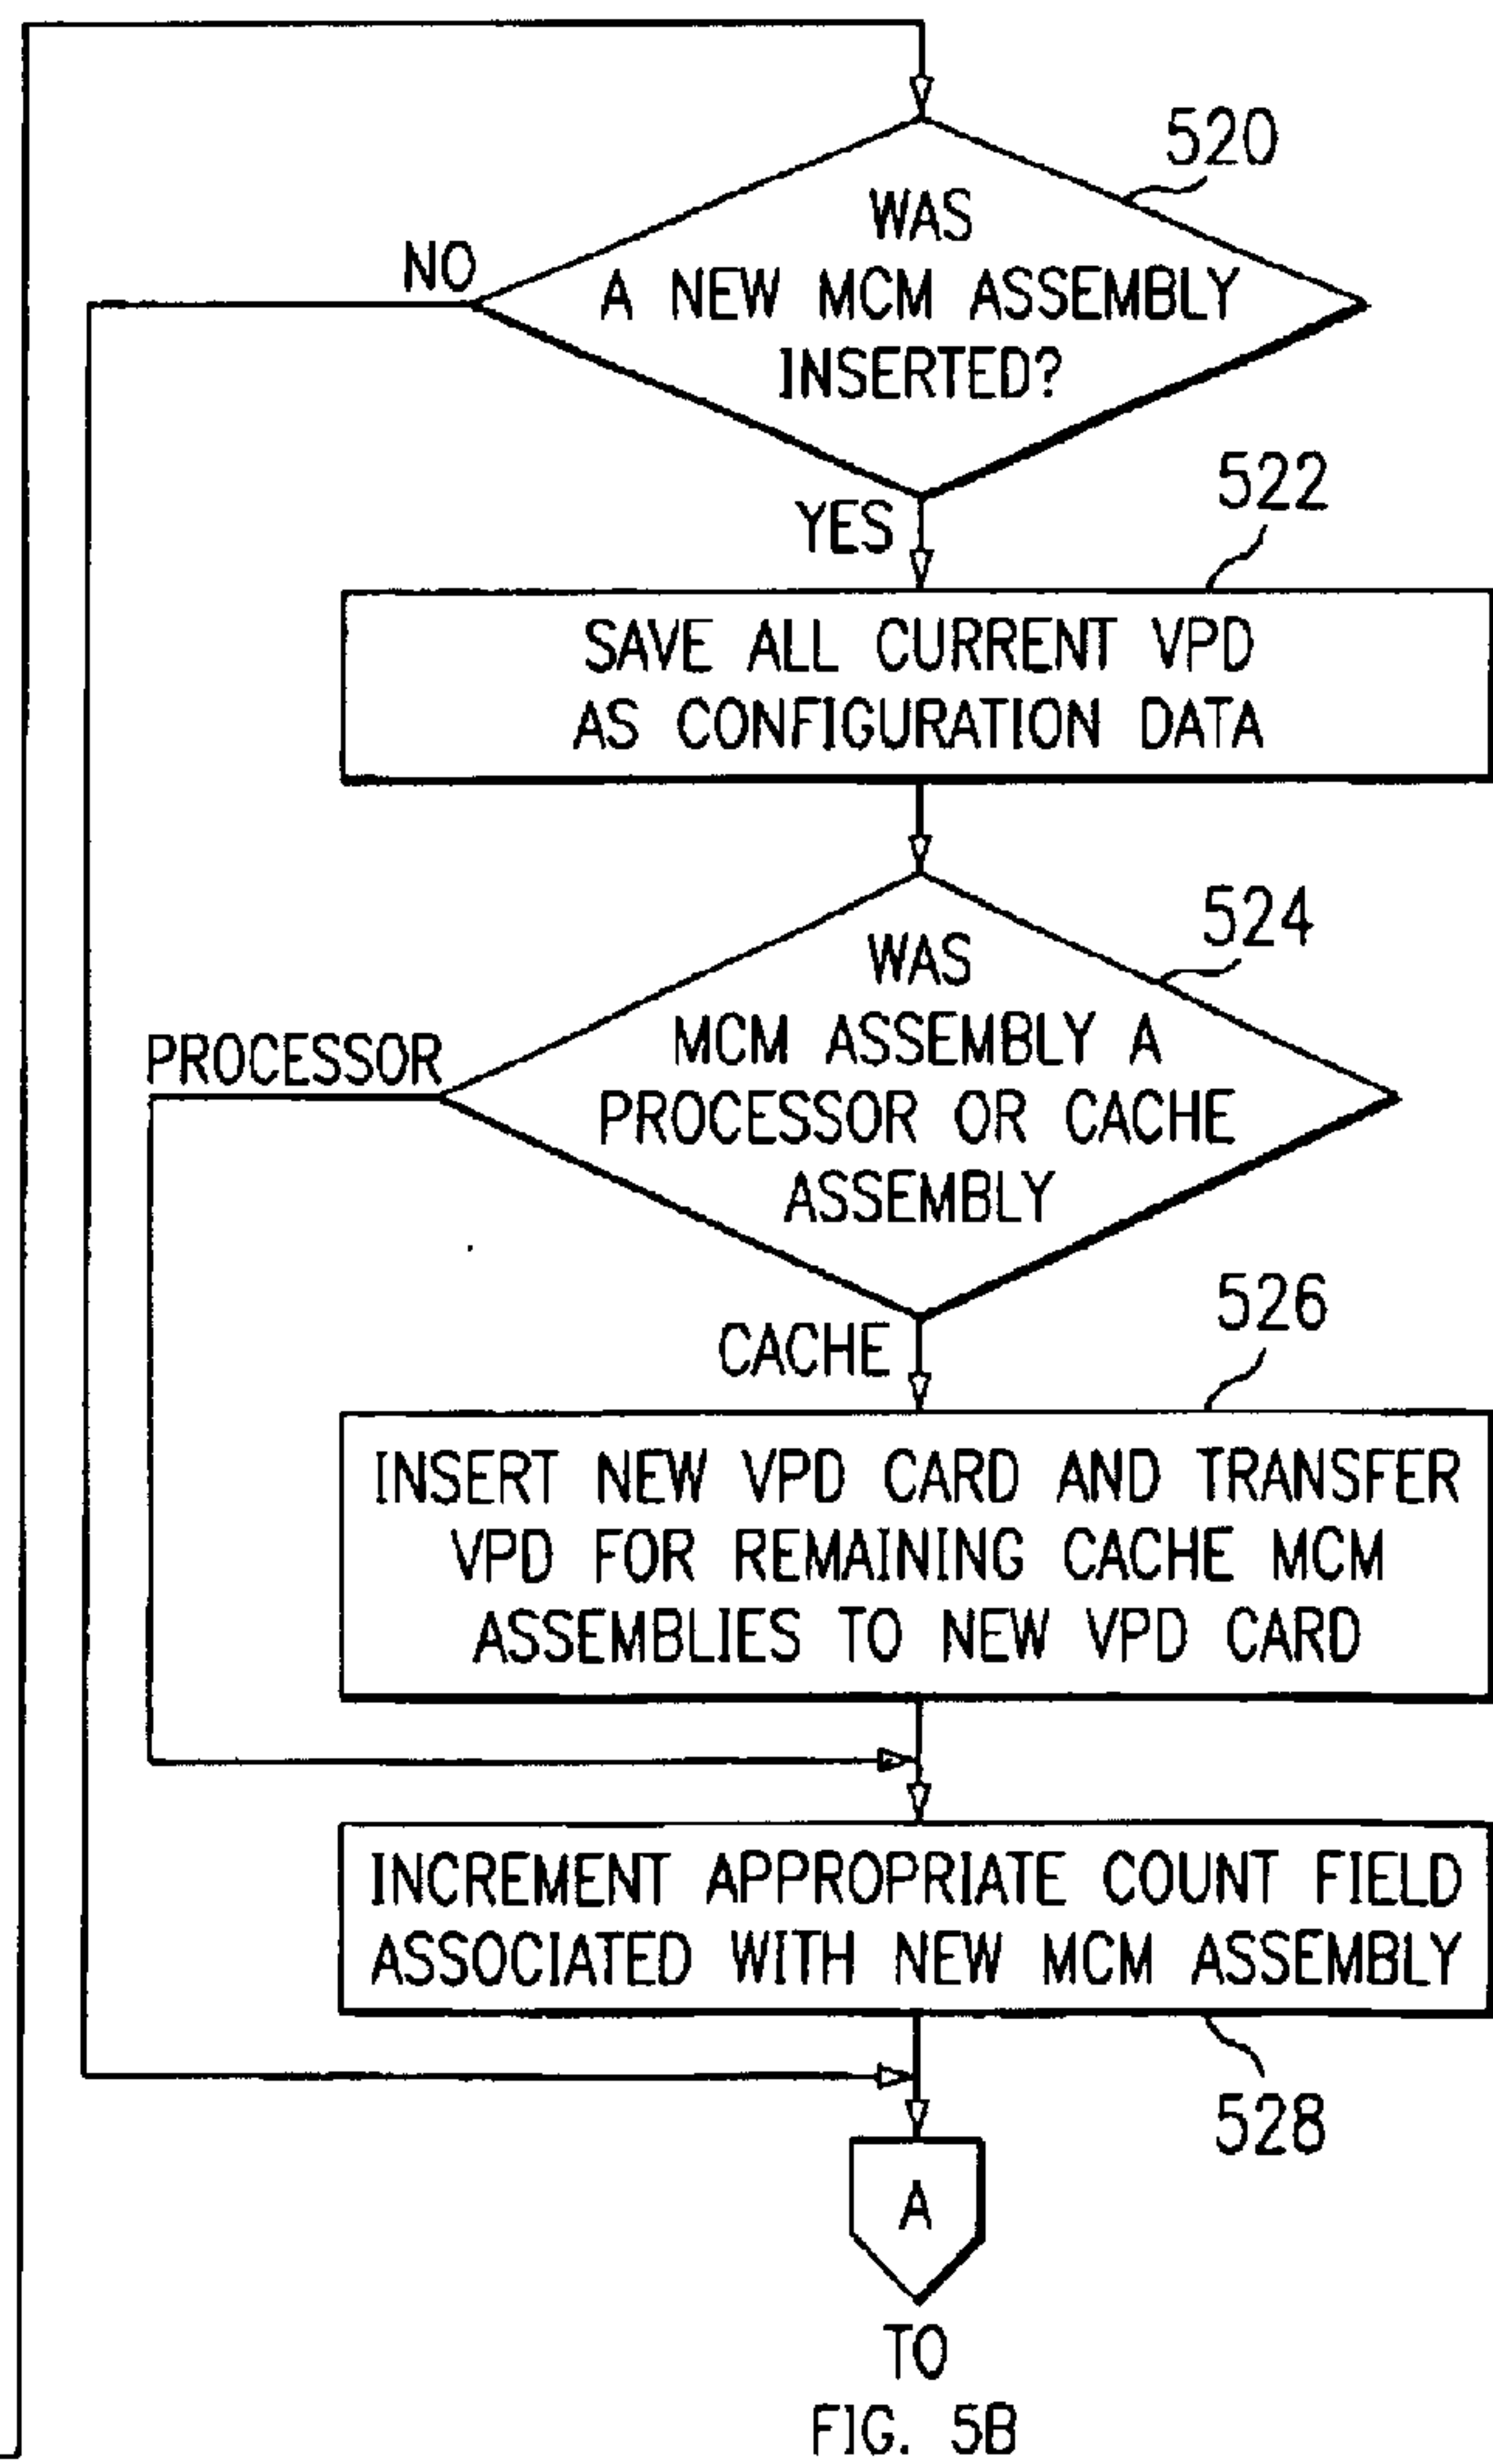 520
WAS
A NEW MCM ASSEMBLY
INSERTED?
NO
YES
522
SAVE ALL CURRENT VPD
AS CONFIGURATION DATA
524
WAS
MCM ASSEMBLY A
PROCESSOR OR CACHE
ASSEMBLY
PROCESSOR
CACHE
526
INSERT NEW VPD CARD AND TRANSFER
VPD FOR REMAINING CACHE MCM
ASSEMBLIES TO NEW VPD CARD
INCREMENT APPROPRIATE COUNT FIELD
ASSOCIATED WITH NEW MCM ASSEMBLY
528
A
TO
FIG. 5B